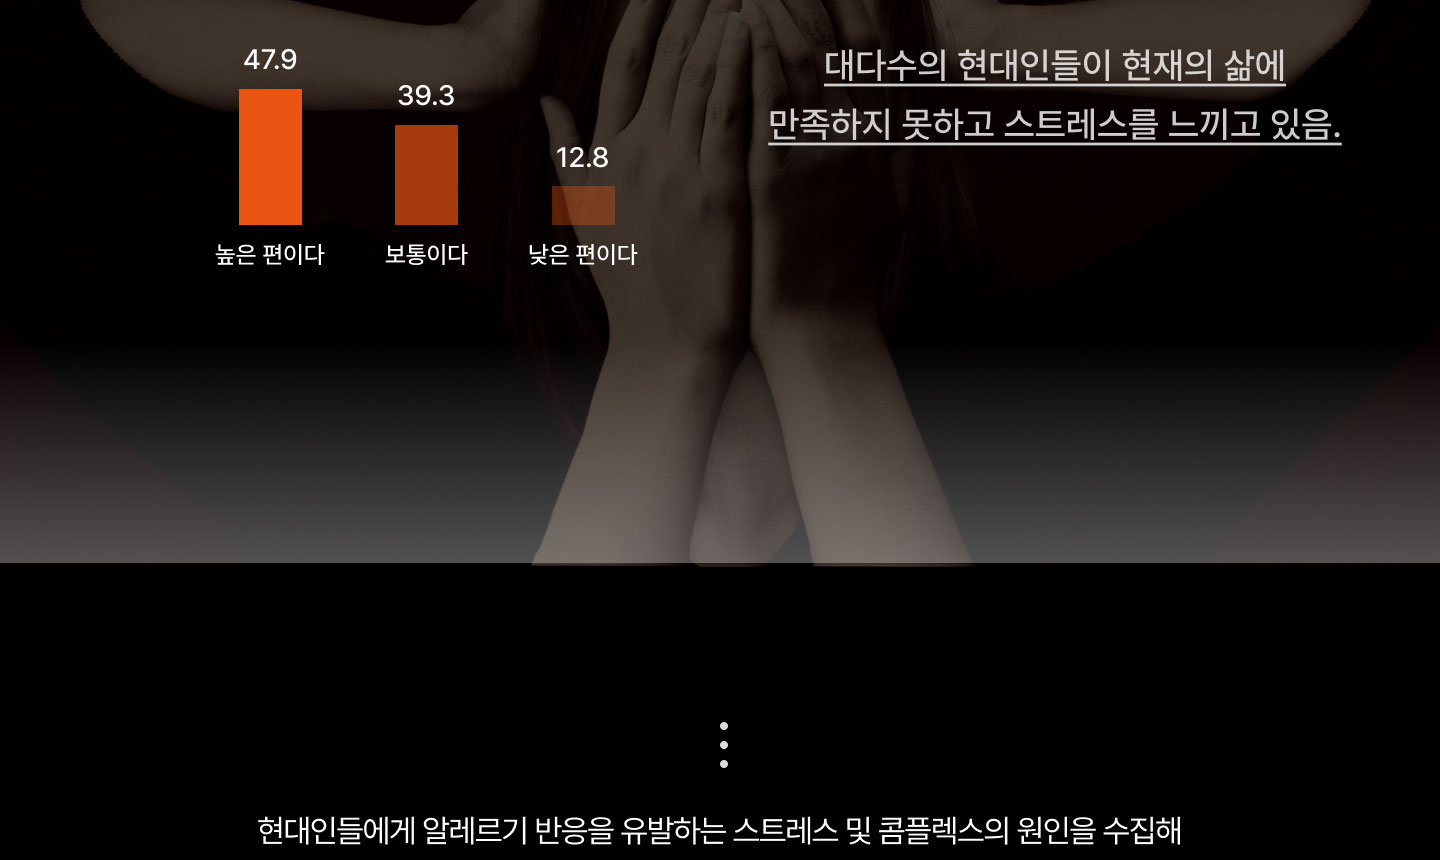 47.9
39.3
12.8
높은 편이다
보통이다
낮은 편이다
대다수의 현대인들이 현재의 삶에
만족하지 못하고 스트레스를 느끼고 있음.
현대인들에게 알레르기 반응을 유발하는 스트레스 및 콤플렉스의 원인을 수집해